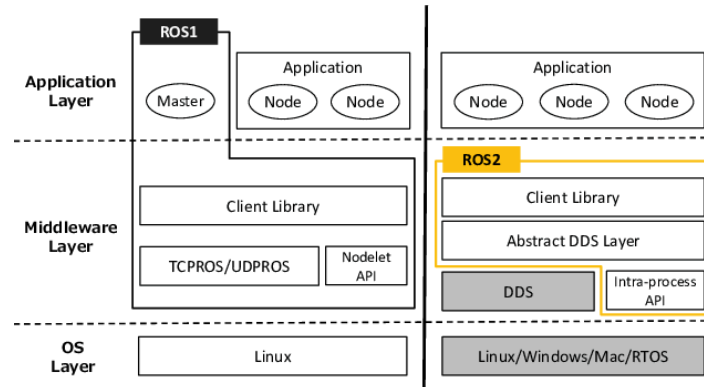 ROS1
Application
Layer
Master
Application
Node
Node
Application
Node
Node
Node
Middleware
Layer
Client Library
TCPROS/UDPROS
Nodelet
API
ROS2
Client Library
Abstract DDS Layer
DDS
Intra-process
API
OS
Layer
Linux
Linux/Windows/Mac/RTOS